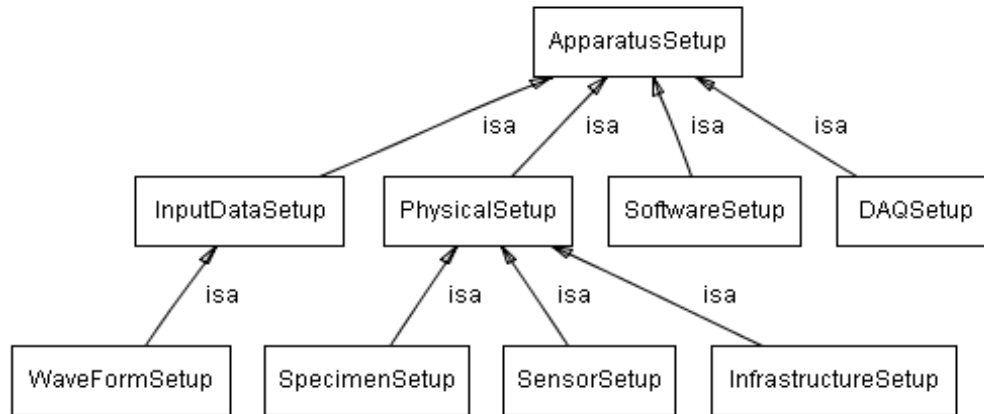 ApparatusSetup
isa isa isa isa
InputDataSetup PhysicalSetup SoftwareSetup DAQSetup
isa isa isa isa
WaveFormSetup SpecimenSetup SensorSetup InfrastructureSetup